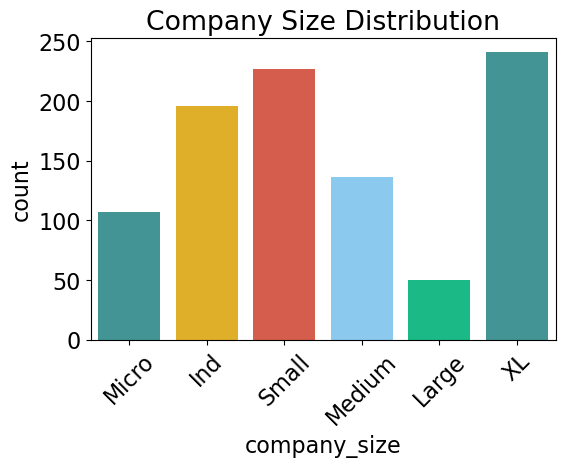 Company Size Distribution
count
250
200
150
100
50
0
Micro
Ind
Small
Medium
Large
XL
company_size